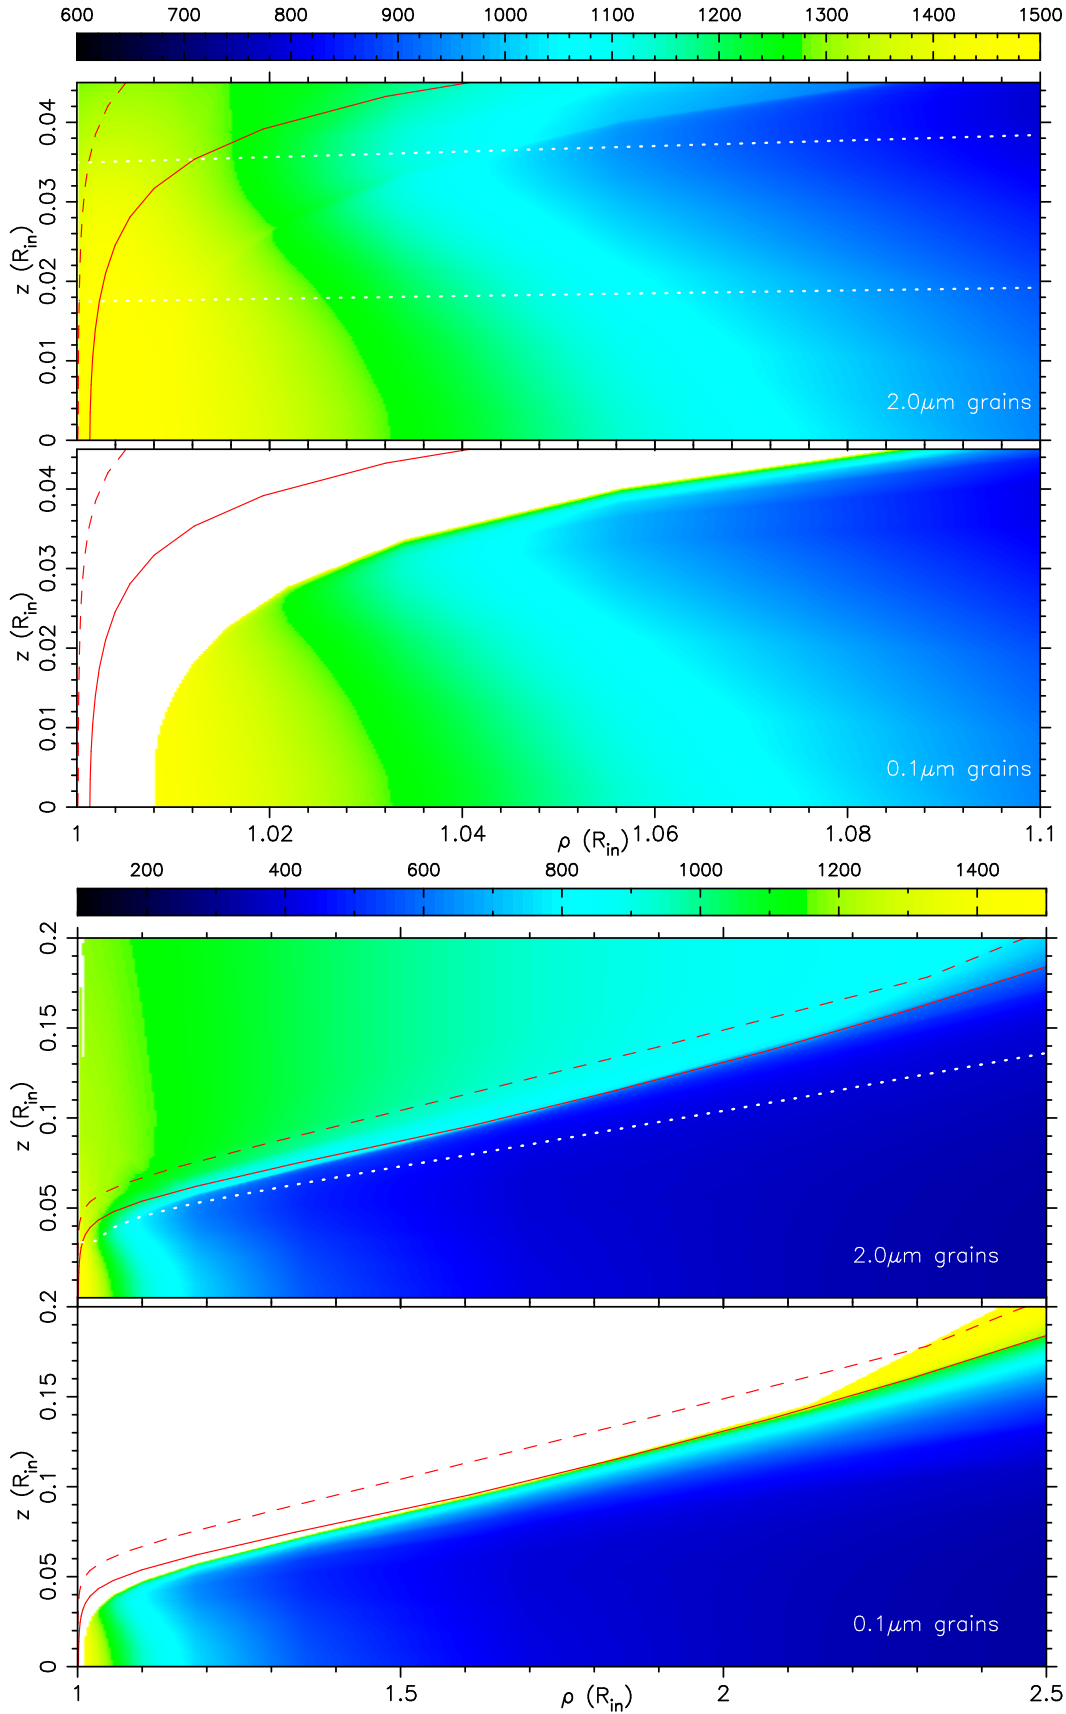 600 700 800 900 1000 1100 1200 1300 1400 1500
0.04
0.03
z (R_in)
0.02
0.01
0
2.0μm grains
0.04
0.03
z (R_in)
0.02
0.01
0
0.1μm grains
1 1.02 1.04 1.06 1.08 1.1
ρ (R_in)
200 400 600 800 1000 1200 1400
0.2
0.15
z (R_in)
0.1
0.05
0
2.0μm grains
0.2
0.15
z (R_in)
0.1
0.05
0
0.1μm grains
1 1.5 2 2.5
ρ (R_in)